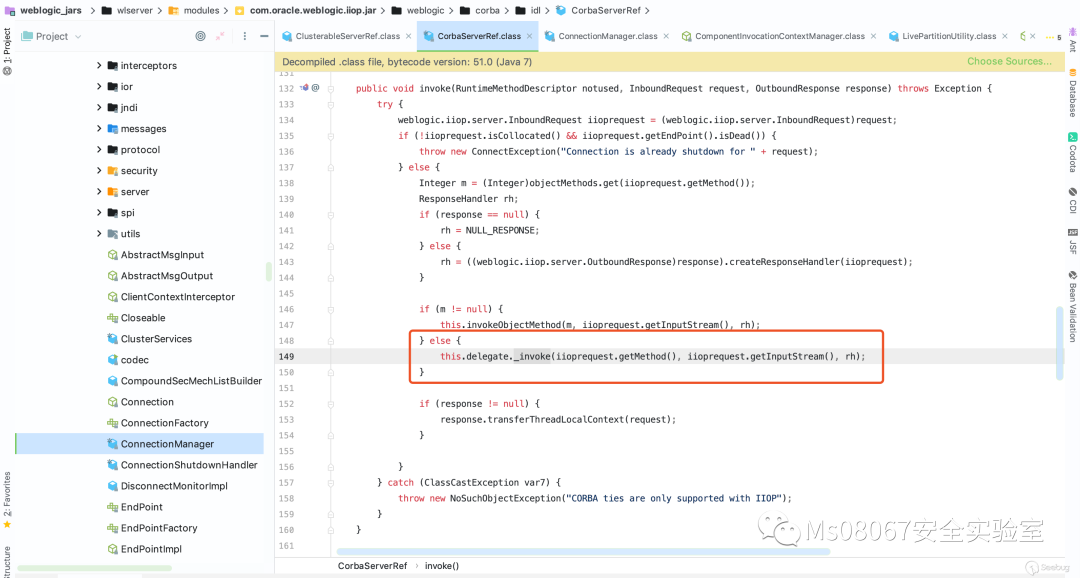 weblogic_jars > wlserver > modules > com.oracle.weblogic.iiop.jar > weblogic > corba > idl > CorbaServerRef >
Project
ClusterableServerRef.class × CorbaServerRef.class × ConnectionManager.class × ComponentInvocationContextManager.class × LivePartitionUtility.class × 5
Decompiled .class file, bytecode version: 51.0 (Java 7) Choose Sources...
1: Project
interceptors
ior
jndi
messages
protocol
security
server
spi
utils
AbstractMsgInput
AbstractMsgOutput
ClientContextInterceptor
Closeable
ClusterServices
codec
CompoundSecMechListBuilder
Connection
ConnectionFactory
ConnectionManager
ConnectionShutdownHandler
DisconnectMonitorImpl
EndPoint
EndPointFactory
EndPointImpl
2: Favorites
Structure
131
132 @ public void invoke(RuntimeMethodDescriptor notused, InboundRequest request, OutboundResponse response) throws Exception {
133 try {
134 weblogic.iiop.server.InboundRequest iioprequest = (weblogic.iiop.server.InboundRequest)request;
135 if (!iioprequest.isCollocated() && iioprequest.getEndPoint().isDead()) {
136 throw new ConnectException("Connection is already shutdown for " + request);
137 } else {
138 Integer m = (Integer)objectMethods.get(iioprequest.getMethod());
139 ResponseHandler rh;
140 if (response == null) {
141 rh = NULL_RESPONSE;
142 } else {
143 rh = ((weblogic.iiop.server.OutboundResponse)response).createResponseHandler(iioprequest);
144 }
145
146 if (m != null) {
147 this.invokeObjectMethod(m, iioprequest.getInputStream(), rh);
148 } else {
149 this.delegate._invoke(iioprequest.getMethod(), iioprequest.getInputStream(), rh);
150 }
151
152 if (response != null) {
153 response.transferThreadLocalContext(request);
154 }
155
156 }
157 } catch (ClassCastException var7) {
158 throw new NoSuchObjectException("CORBA ties are only supported with IIOP");
159 }
160 }
161
CorbaServerRef > invoke()
Ant
Database
Codota
CDI
JSF
Bean Validation
Ms08067安全实验室
Seebug